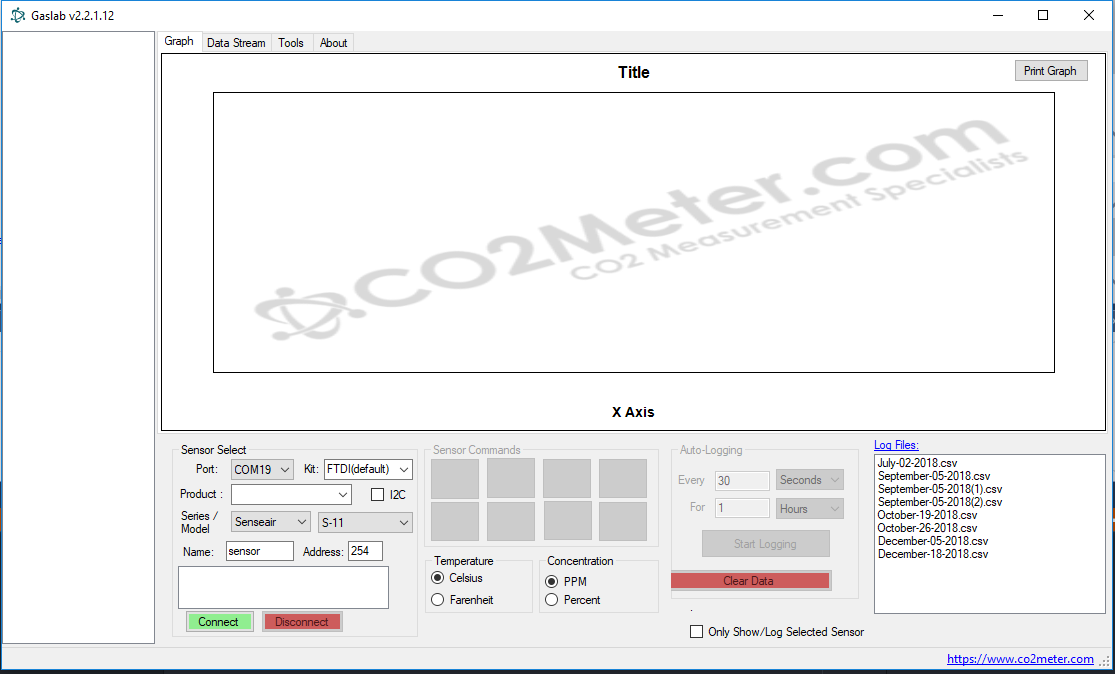 Gaslab v2.2.1.12
Graph
Data Stream
Tools
About
Title
Print Graph
CO2Meter.com
CO2 Measurement Specialists
X Axis
Sensor Select
Port: COM19 Kit: FTDI(default)
Product : I2C
Series / Model Senseair S-11
Name: sensor Address: 254
Connect Disconnect
Sensor Commands
Temperature
Celsius
Farenheit
Concentration
PPM
Percent
Auto-Logging
Every 30 Seconds
For 1 Hours
Start Logging
Clear Data
.
Only Show/Log Selected Sensor
Log Files:
July-02-2018.csv
September-05-2018.csv
September-05-2018(1).csv
September-05-2018(2).csv
October-19-2018.csv
October-26-2018.csv
December-05-2018.csv
December-18-2018.csv
https://www.co2meter.com